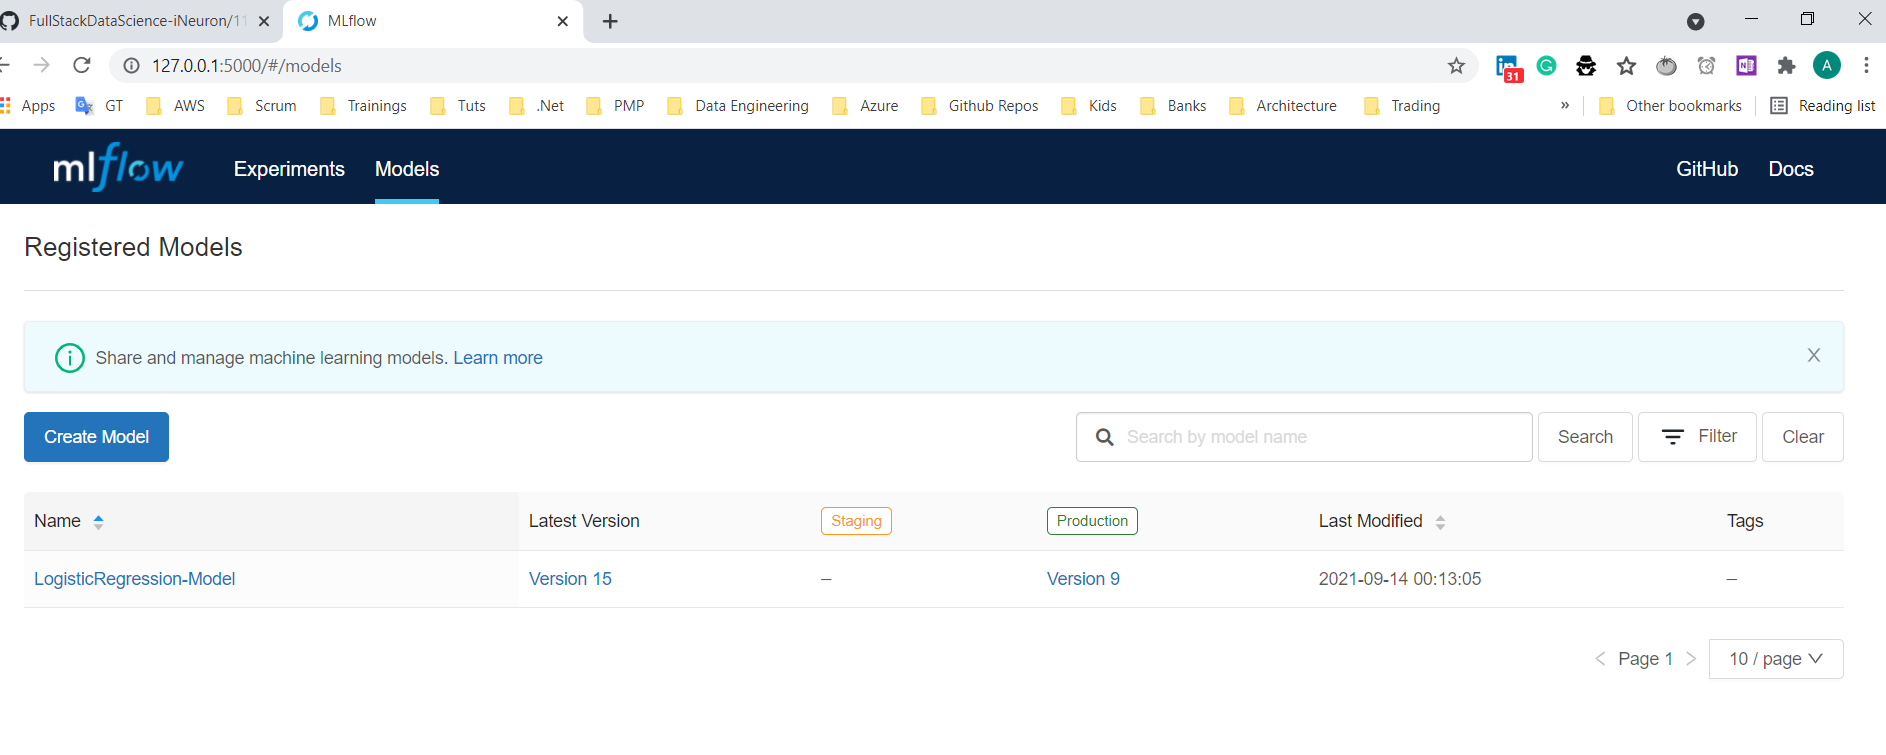 FullStackDataScience-iNeuron/11
MLflow
127.0.0.1:5000/#/models
31
A
Apps GT AWS Scrum Trainings Tuts .Net PMP Data Engineering Azure Github Repos Kids Banks Architecture Trading » Other bookmarks Reading list
mlflow Experiments Models GitHub Docs
Registered Models
Share and manage machine learning models. Learn more
Create Model Search by model name Search Filter Clear
Name Latest Version Staging Production Last Modified Tags
LogisticRegression-Model Version 15 – Version 9 2021-09-14 00:13:05 –
Page 1 10 / page